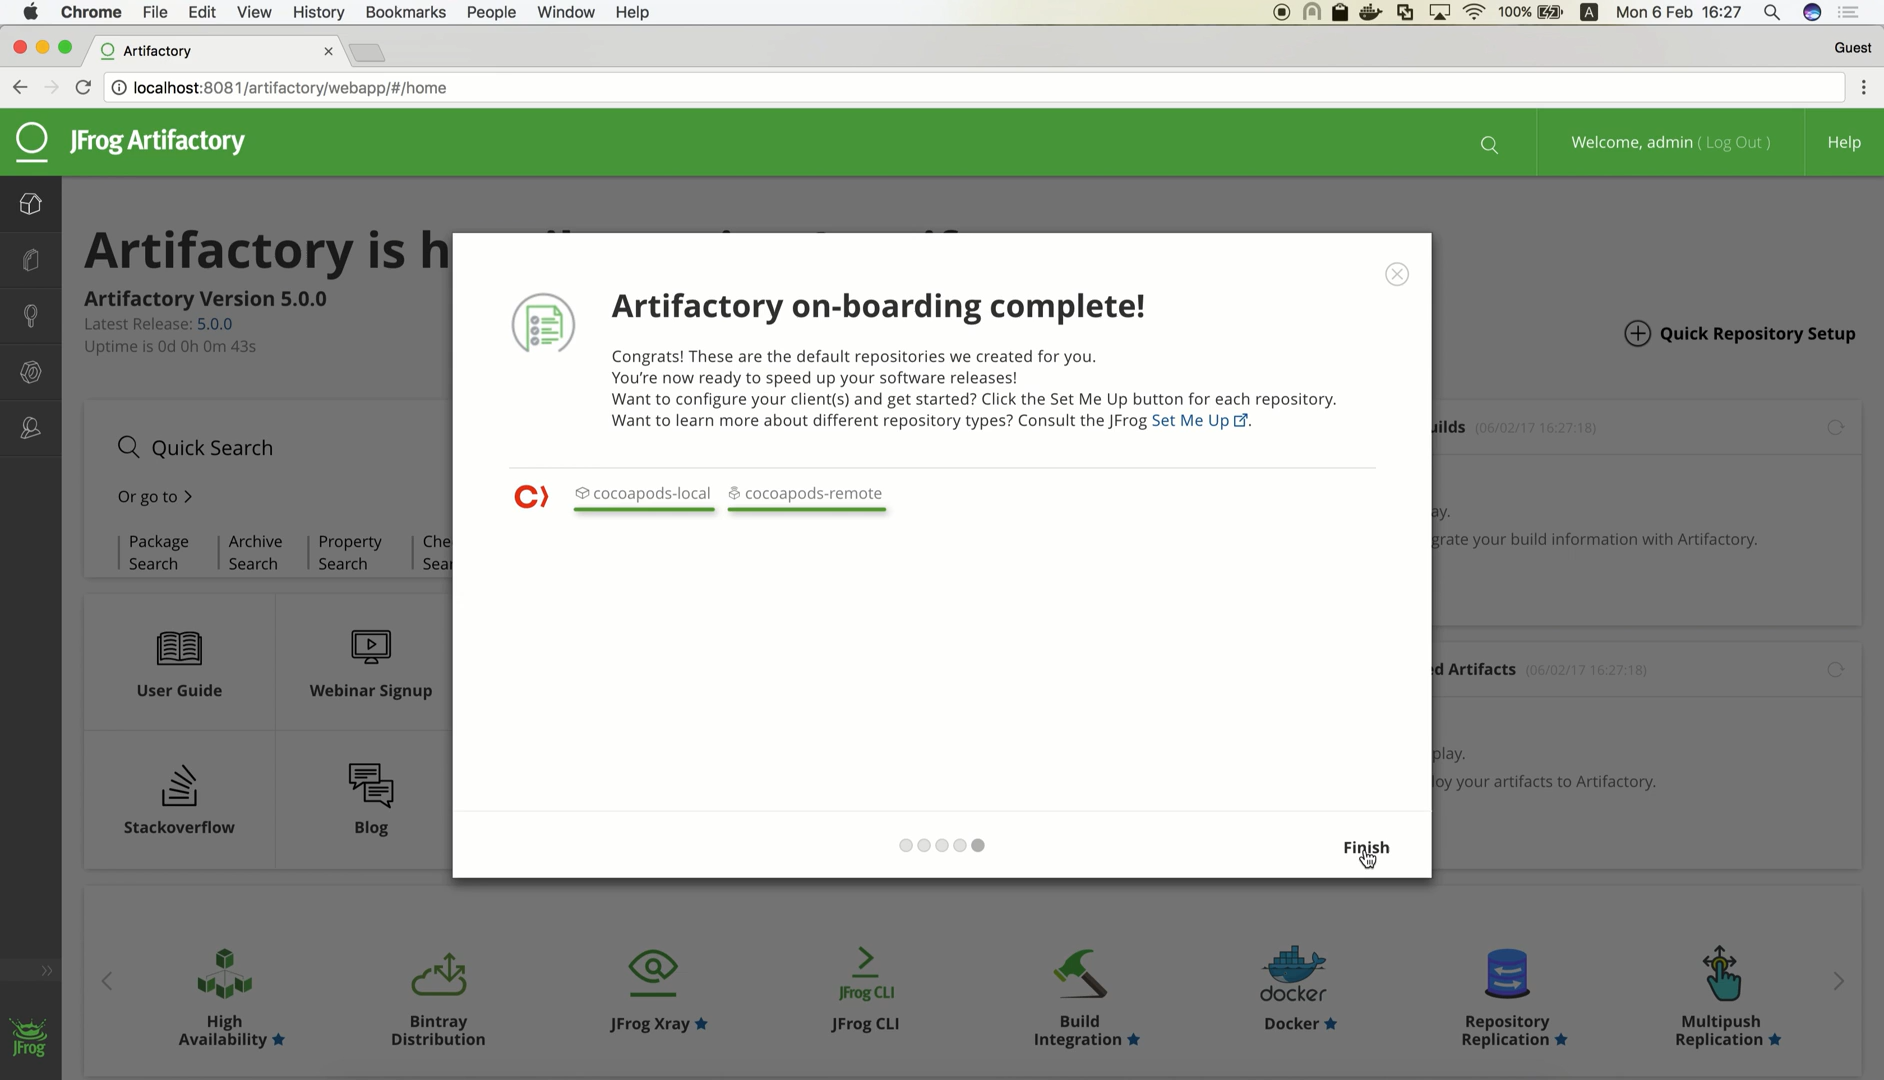 Chrome File Edit View History Bookmarks People Window Help
100% A Mon 6 Feb 16:27
Artifactory
Guest
localhost:8081/artifactory/webapp/#/home
JFrog Artifactory
Welcome, admin ( Log Out )
Help
Artifactory is h
Artifactory Version 5.0.0
Latest Release: 5.0.0
Uptime is 0d 0h 0m 43s
Quick Repository Setup
Artifactory on-boarding complete!
Congrats! These are the default repositories we created for you.
You're now ready to speed up your software releases!
Want to configure your client(s) and get started? Click the Set Me Up button for each repository.
Want to learn more about different repository types? Consult the JFrog Set Me Up.
cocoapods-local cocoapods-remote
Finish
Quick Search
Or go to
Package Search
Archive Search
Property Search
Che
Sea
uilds (06/02/17 16:27:18)
ay.
grate your build information with Artifactory.
User Guide
Webinar Signup
Stackoverflow
Blog
ed Artifacts (06/02/17 16:27:18)
play.
loy your artifacts to Artifactory.
High Availability
Bintray Distribution
JFrog Xray
JFrog CLI
JFrog CLI
Build Integration
docker
Docker
Repository Replication
Multipush Replication
JFrog